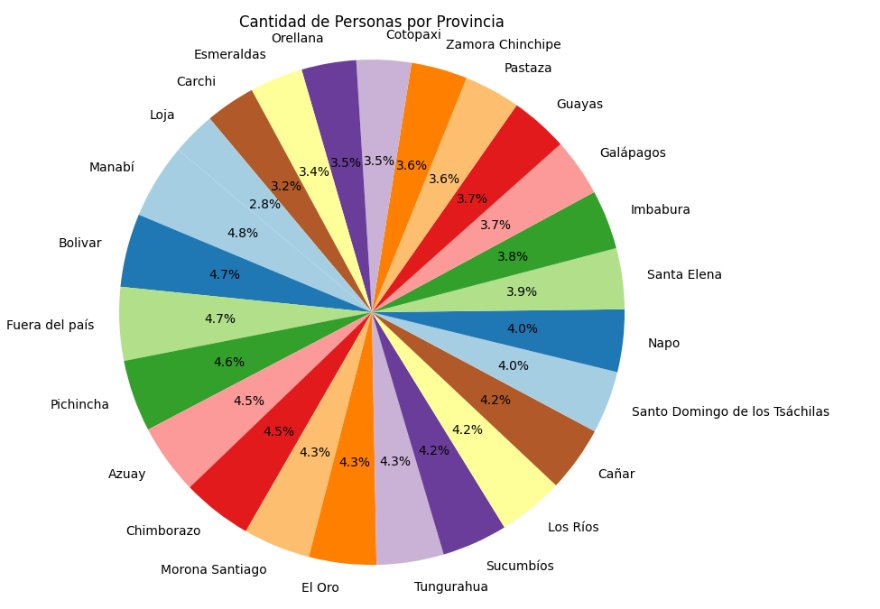 Cantidad de Personas por Provincia
Cotopaxi
Orellana
Zamora Chinchipe
Esmeraldas
Pastaza
Carchi
Guayas
Loja
Galápagos
Manabí
Imbabura
Bolivar
Santa Elena
Fuera del país
Napo
Pichincha
Santo Domingo de los Tsáchilas
Azuay
Cañar
Chimborazo
Los Ríos
Morona Santiago
Sucumbíos
El Oro
Tungurahua
4.8%
4.7%
4.7%
4.6%
4.5%
4.5%
4.3%
4.3%
4.3%
4.2%
4.2%
4.2%
4.0%
4.0%
3.9%
3.8%
3.7%
3.7%
3.6%
3.6%
3.5%
3.5%
3.4%
3.2%
2.8%